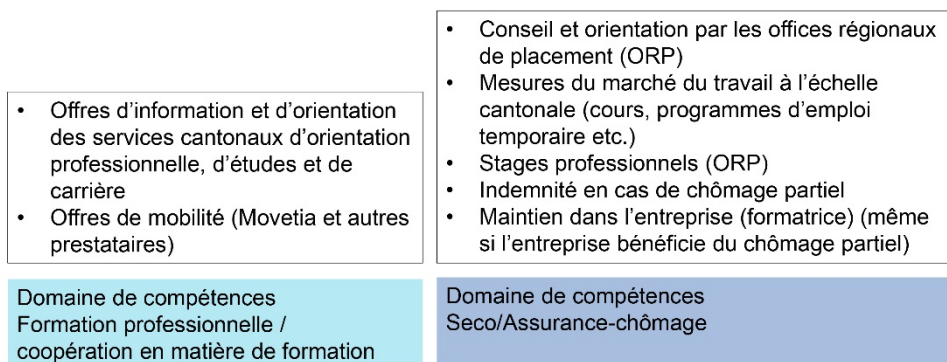 • Offres d’information et d’orientation
des services cantonaux d’orientation
professionnelle, d’études et de
carrière
• Offres de mobilité (Movetia et autres
prestataires)
Domaine de compétences
Formation professionnelle /
coopération en matière de formation
• Conseil et orientation par les offices régionaux
de placement (ORP)
• Mesures du marché du travail à l’échelle
cantonale (cours, programmes d’emploi
temporaire etc.)
• Stages professionnels (ORP)
• Indemnité en cas de chômage partiel
• Maintien dans l’entreprise (formatrice) (même
si l’entreprise bénéficie du chômage partiel)
Domaine de compétences
Seco/Assurance-chômage